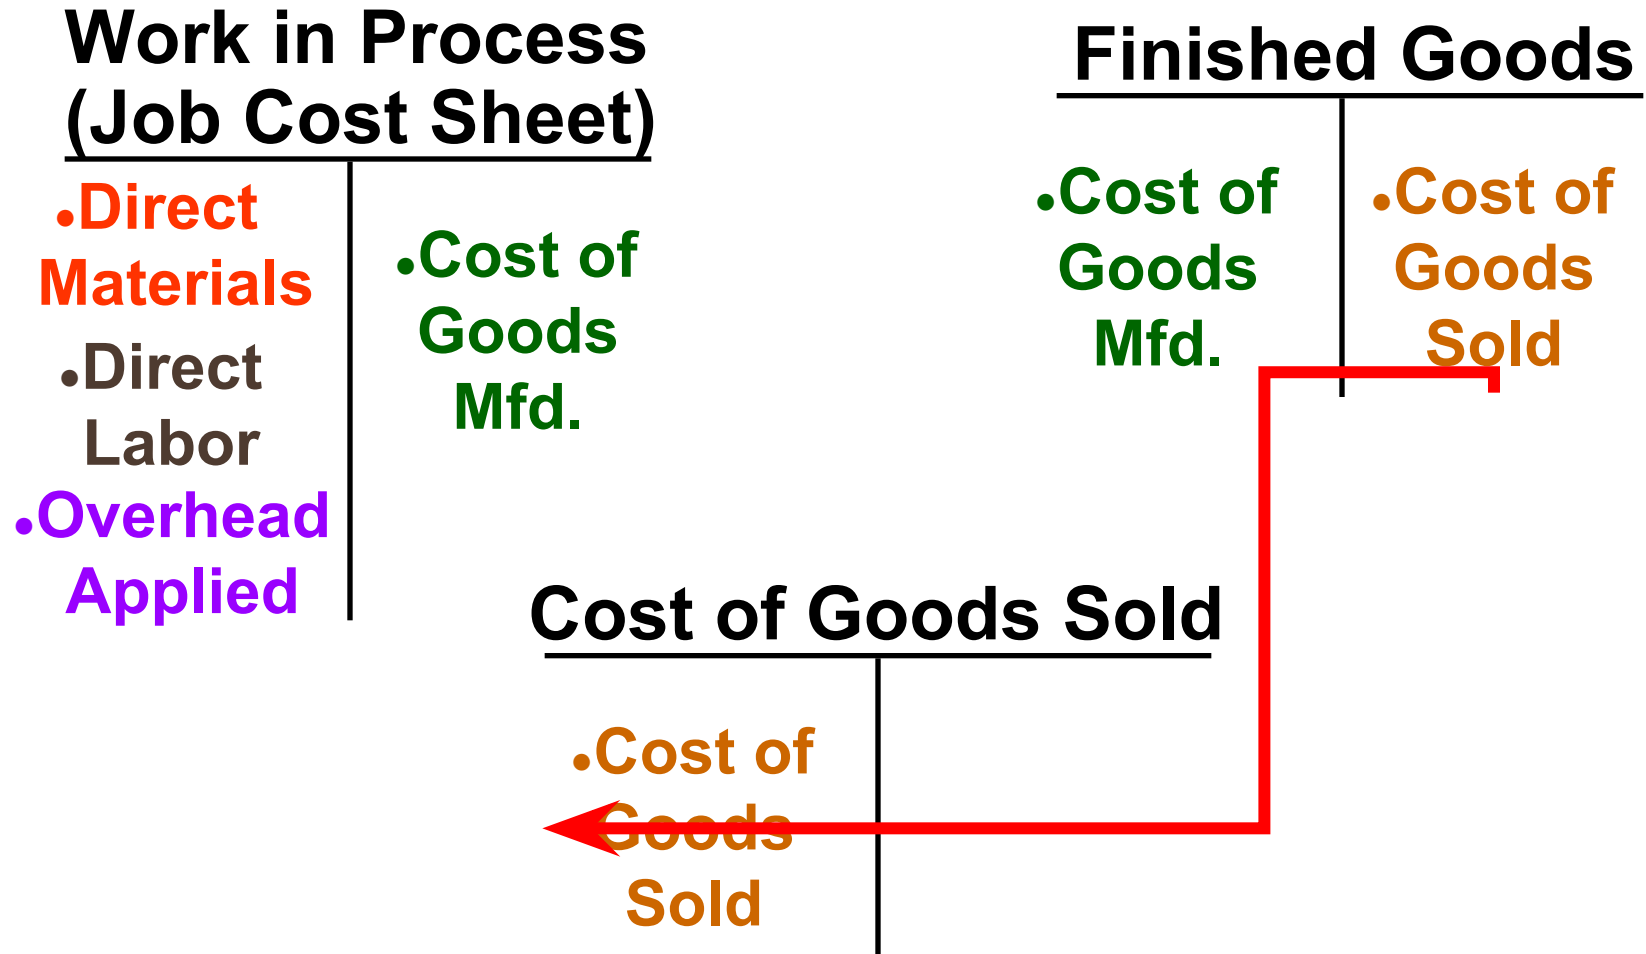 Work in Process
(Job Cost Sheet)
•Direct
Materials
•Direct
Labor
•Overhead
Applied
•Cost of
Goods
Mfd.
Finished Goods
•Cost of
Goods
Mfd.
•Cost of
Goods
Sold
Cost of Goods Sold
•Cost of
Goods
Sold